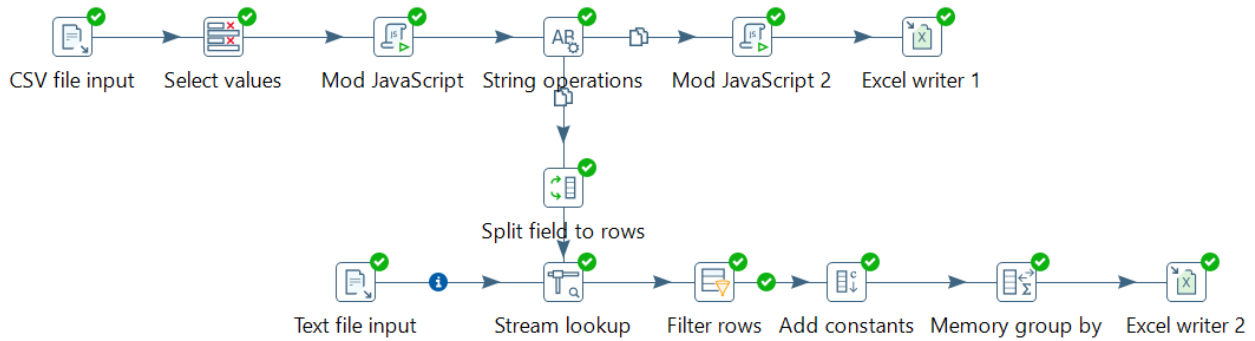 CSV file input
Select values
Mod JavaScript
String operations
Mod JavaScript 2
Excel writer 1
Split field to rows
Text file input
Stream lookup
Filter rows
Add constants
Memory group by
Excel writer 2